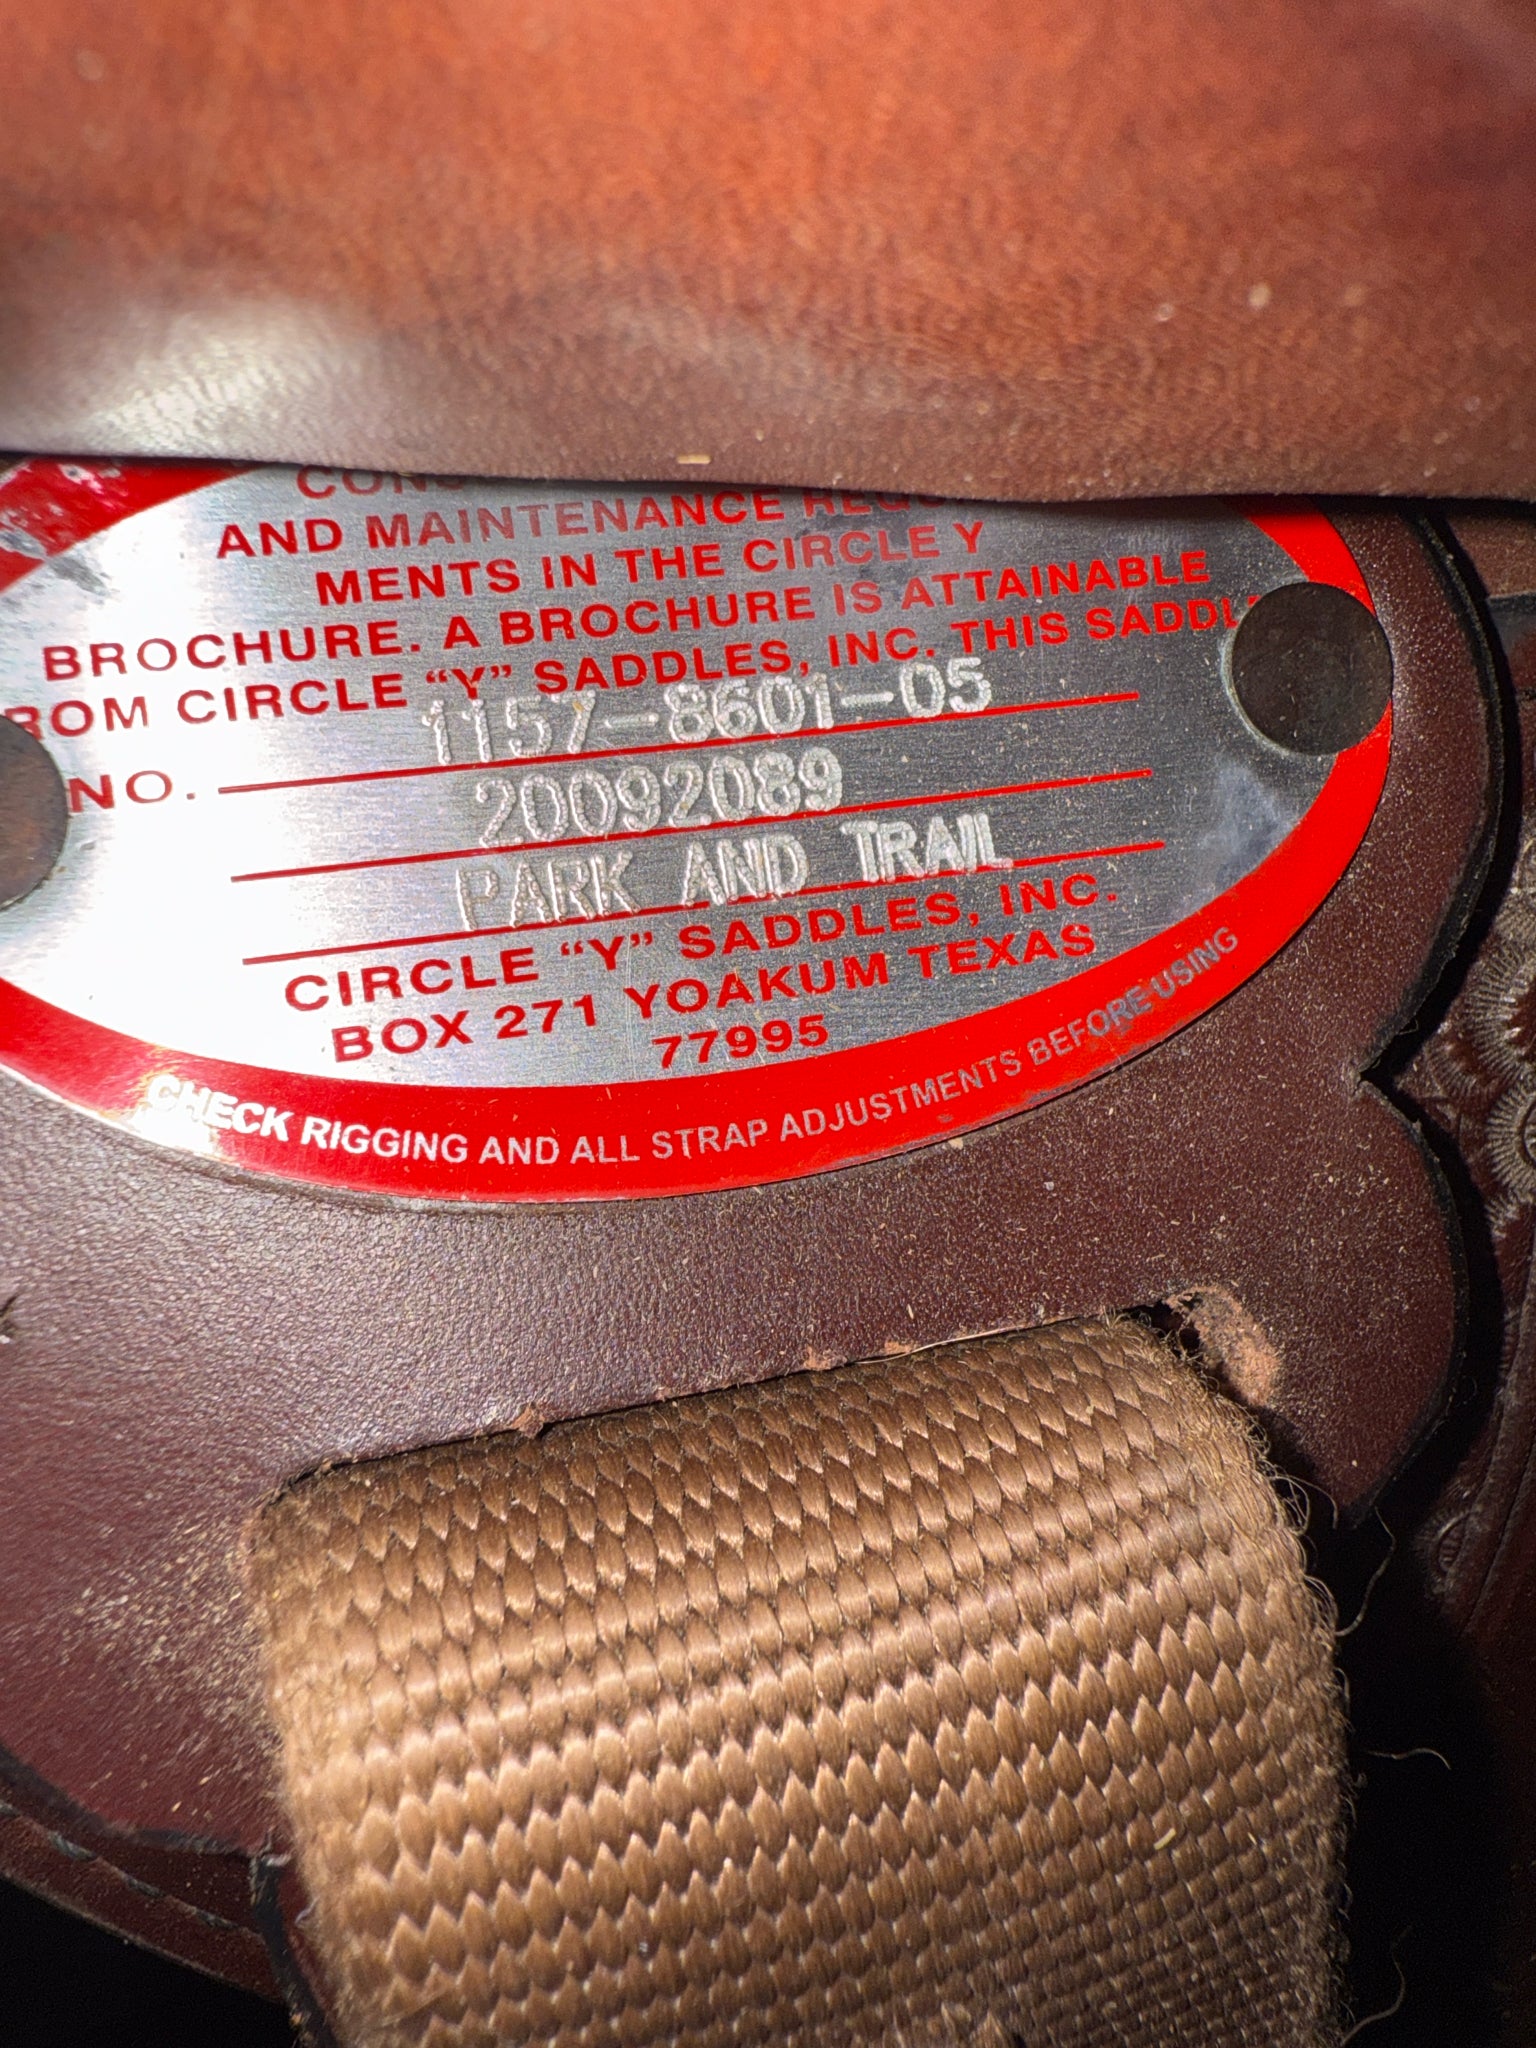 AND MAINTENANCE
MENTS IN THE CIRCLE Y
BROCHURE. A BROCHURE IS ATTAINABLE
ROM CIRCLE “Y” SADDLES, INC. THIS SADDL
NO. 1157-8601-05
20092089
PARK AND TRAIL
CIRCLE “Y” SADDLES, INC.
BOX 271 YOAKUM TEXAS
77995
CHECK RIGGING AND ALL STRAP ADJUSTMENTS BEFORE USING